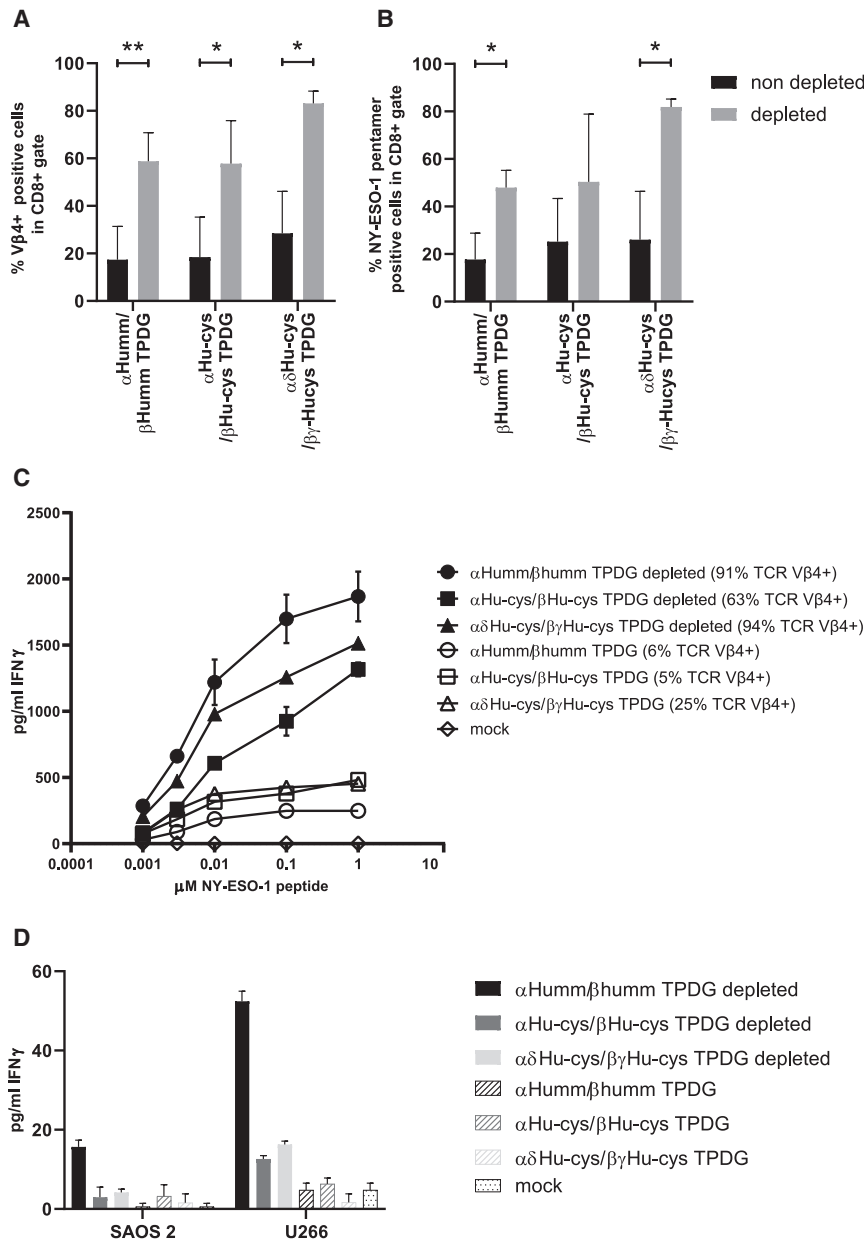 A
** * *
100
80
60
40
20
0
% Vβ4+ positive cells
in CD8+ gate
αHumm/
βHumm TPDG
αHu-cys
/βHu-cys TPDG
αδHu-cys
/βγ-Hucys TPDG
B
* *
100
80
60
40
20
0
% NY-ESO-1 pentamer
positive cells in CD8+ gate
αHumm/
βHumm TPDG
αHu-cys
/βHu-cys TPDG
αδHu-cys
/βγ-Hucys TPDG
non depleted
depleted
C
2500
2000
1500
1000
500
0
pg/ml IFNγ
0.0001 0.001 0.01 0.1 1 10
μM NY-ESO-1 peptide
αHumm/βhumm TPDG depleted (91% TCR Vβ4+)
αHu-cys/βHu-cys TPDG depleted (63% TCR Vβ4+)
αδHu-cys/βγHu-cys TPDG depleted (94% TCR Vβ4+)
αHumm/βhumm TPDG (6% TCR Vβ4+)
αHu-cys/βHu-cys TPDG (5% TCR Vβ4+)
αδHu-cys/βγHu-cys TPDG (25% TCR Vβ4+)
mock
D
60
40
20
0
pg/ml IFNγ
SAOS 2 U266
αHumm/βhumm TPDG depleted
αHu-cys/βHu-cys TPDG depleted
αδHu-cys/βγHu-cys TPDG depleted
αHumm/βhumm TPDG
αHu-cys/βHu-cys TPDG
αδHu-cys/βγHu-cys TPDG
mock